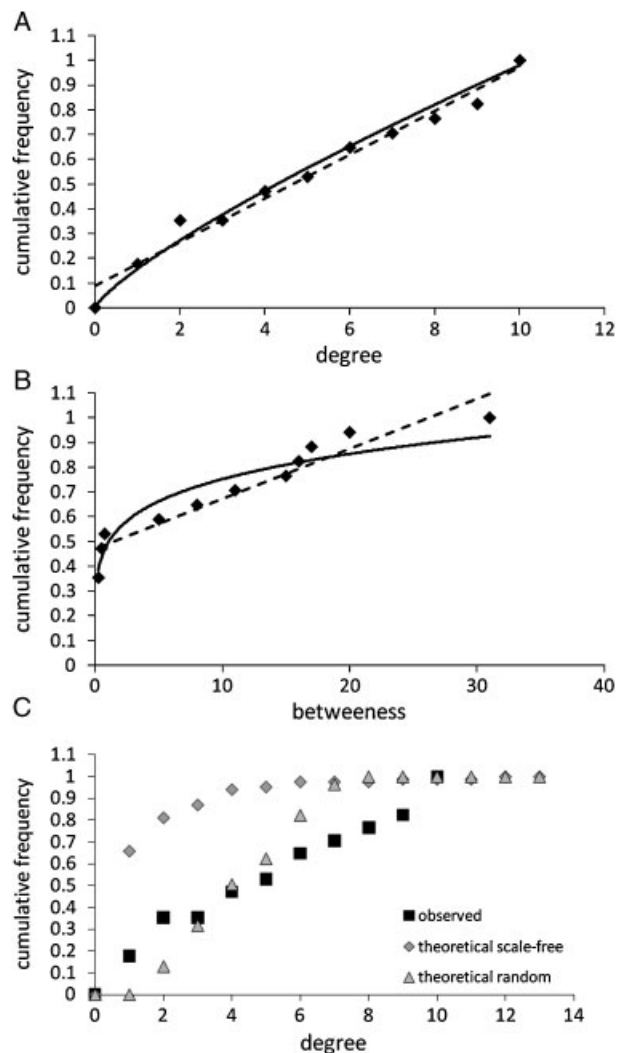 A
1.1
1
0.9
0.8
0.7
0.6
0.5
0.4
0.3
0.2
0.1
0
cumulative frequency
0 2 4 6 8 10 12
degree
B
1.1
1
0.9
0.8
0.7
0.6
0.5
0.4
0.3
0.2
0.1
0
cumulative frequency
0 10 20 30 40
betweeness
C
1.1
1
0.9
0.8
0.7
0.6
0.5
0.4
0.3
0.2
0.1
0
cumulative frequency
observed
theoretical scale-free
theoretical random
0 2 4 6 8 10 12 14
degree